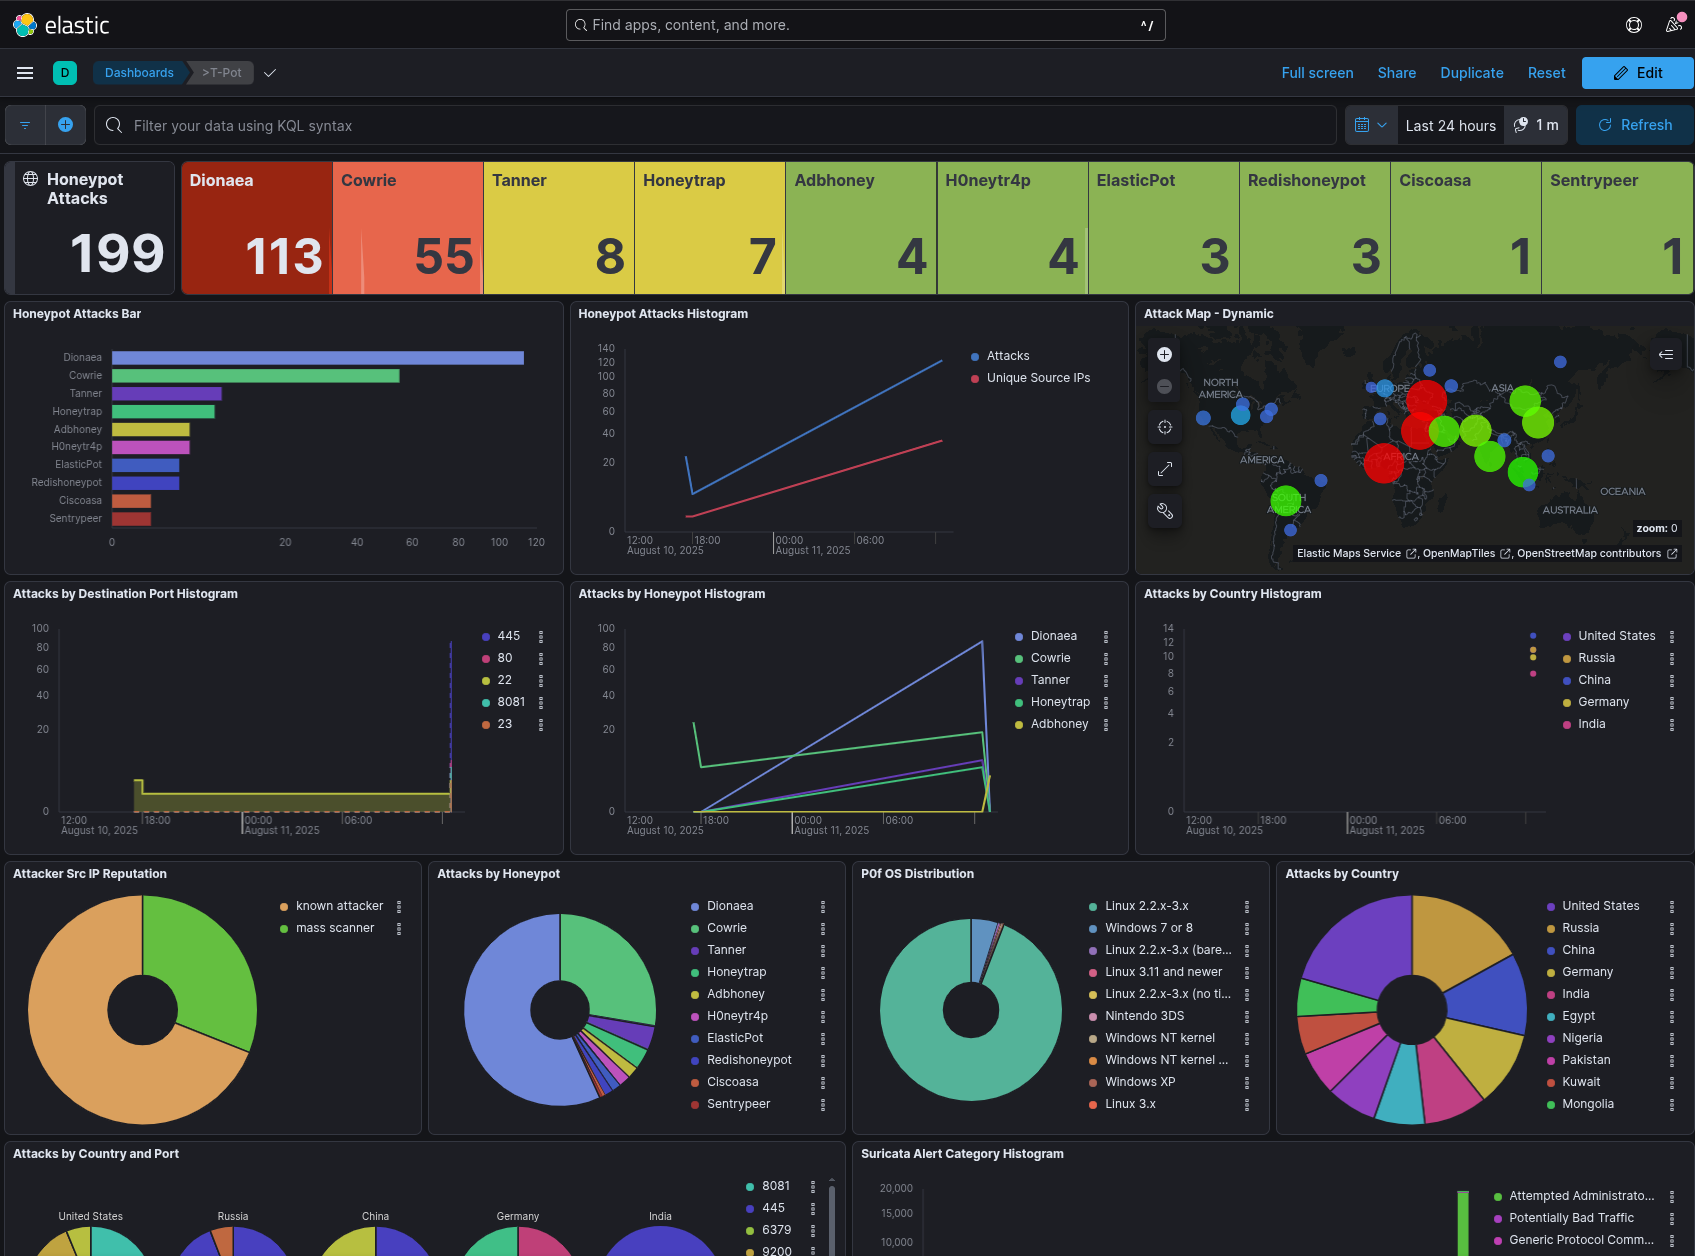 elastic
Find apps, content, and more.
^/
D
Dashboards
>T-Pot
Full screen
Share
Duplicate
Reset
Edit
Filter your data using KQL syntax
Last 24 hours
1 m
Refresh
Honeypot
Attacks
199
Dionaea
113
Cowrie
55
Tanner
8
Honeytrap
7
Adbhoney
4
H0neytr4p
4
ElasticPot
3
Redishoneypot
3
Ciscoasa
1
Sentrypeer
1
Honeypot Attacks Bar
Dionaea
Cowrie
Tanner
Honeytrap
Adbhoney
H0neytr4p
ElasticPot
Redishoneypot
Ciscoasa
Sentrypeer
0 20 40 60 80 100 120
Honeypot Attacks Histogram
140
120
100
80
60
40
20
0
12:00 18:00 00:00 06:00
August 10, 2025 August 11, 2025
Attacks
Unique Source IPs
Attack Map - Dynamic
NORTH
AMERICA
EUROPE
ASIA
AMERICA
AFRICA
SOUTH
AMERICA
OCEANIA
AUSTRALIA
zoom: 0
Elastic Maps Service , OpenMapTiles , OpenStreetMap contributors
Attacks by Destination Port Histogram
100
80
60
40
20
0
12:00 18:00 00:00 06:00
August 10, 2025 August 11, 2025
445
80
22
8081
23
Attacks by Honeypot Histogram
100
80
60
40
20
0
12:00 18:00 00:00 06:00
August 10, 2025 August 11, 2025
Dionaea
Cowrie
Tanner
Honeytrap
Adbhoney
Attacks by Country Histogram
14
12
10
8
6
4
2
0
12:00 18:00 00:00 06:00
August 10, 2025 August 11, 2025
United States
Russia
China
Germany
India
Attacker Src IP Reputation
known attacker
mass scanner
Attacks by Honeypot
Dionaea
Cowrie
Tanner
Honeytrap
Adbhoney
H0neytr4p
ElasticPot
Redishoneypot
Ciscoasa
Sentrypeer
P0f OS Distribution
Linux 2.2.x-3.x
Windows 7 or 8
Linux 2.2.x-3.x (bare...
Linux 3.11 and newer
Linux 2.2.x-3.x (no ti...
Nintendo 3DS
Windows NT kernel
Windows NT kernel ...
Windows XP
Linux 3.x
Attacks by Country
United States
Russia
China
Germany
India
Egypt
Nigeria
Pakistan
Kuwait
Mongolia
Attacks by Country and Port
United States
Russia
China
Germany
India
8081
445
6379
9200
Suricata Alert Category Histogram
20,000
15,000
10,000
Attempted Administrato...
Potentially Bad Traffic
Generic Protocol Comm...